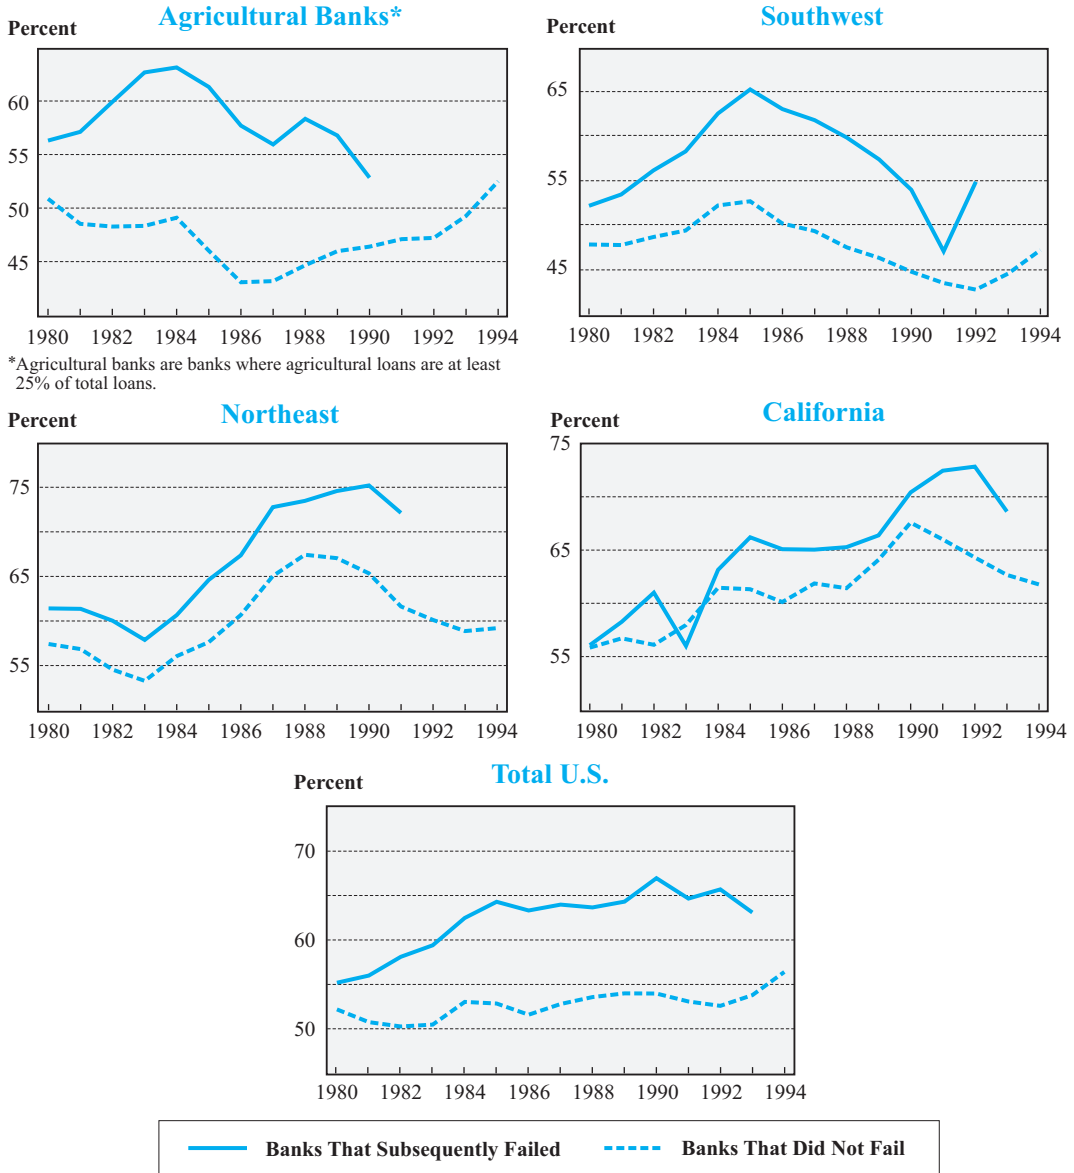 Agricultural Banks*
Percent
60
55
50
45
1980 1982 1984 1986 1988 1990 1992 1994
*Agricultural banks are banks where agricultural loans are at least
25% of total loans.
Southwest
Percent
65
55
45
1980 1982 1984 1986 1988 1990 1992 1994
Northeast
Percent
75
65
55
1980 1982 1984 1986 1988 1990 1992 1994
California
Percent
75
65
55
1980 1982 1984 1986 1988 1990 1992 1994
Total U.S.
Percent
70
60
50
1980 1982 1984 1986 1988 1990 1992 1994
Banks That Subsequently Failed Banks That Did Not Fail